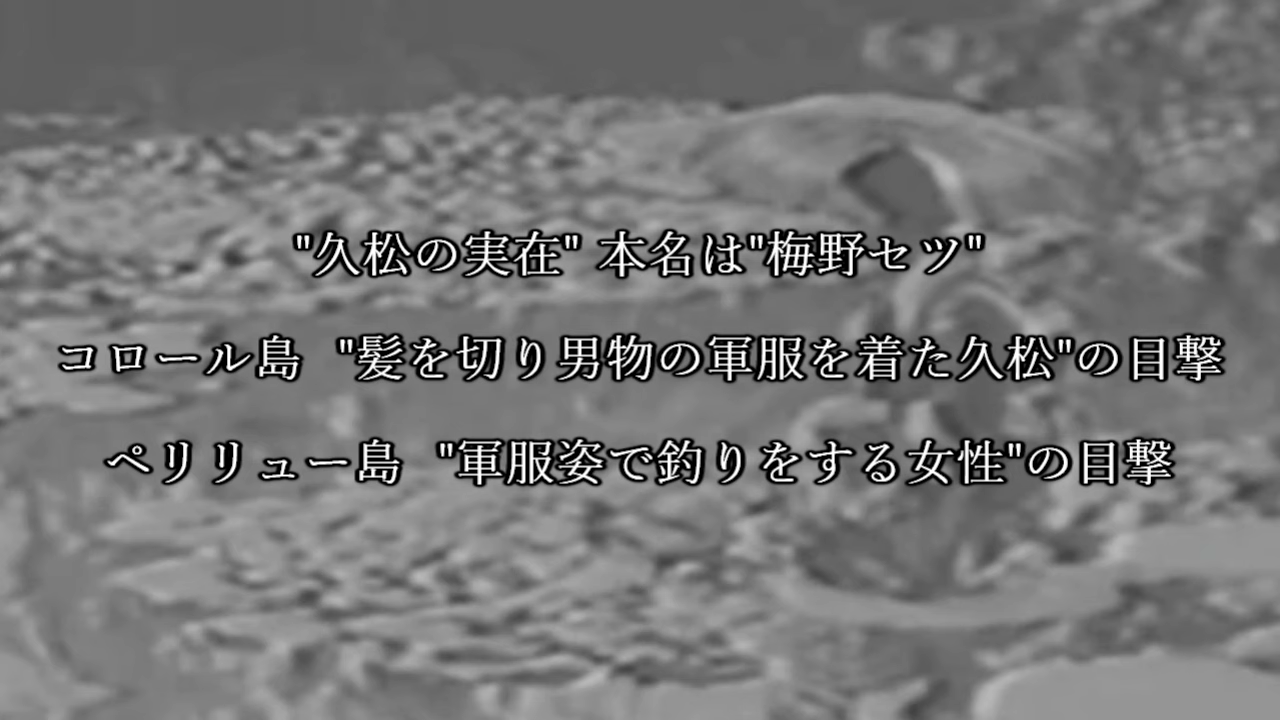 "久松の実在" 本名は"梅野セツ"
コロール島 "髪を切り男物の軍服を着た久松"の目撃
ペリリュー島 "軍服姿で釣りをする女性"の目撃